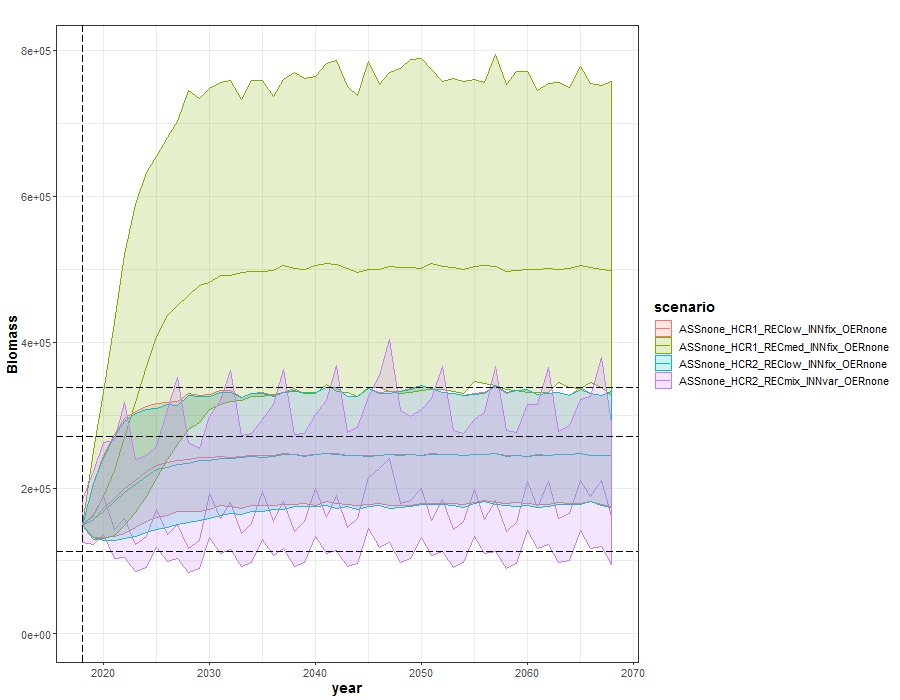 8e+05
6e+05
4e+05
2e+05
0e+00
Biomass
2020
2030
2040
2050
2060
2070
year
scenario
ASSnone_HCR1_REClow_INNfix_OERnone
ASSnone_HCR1_RECmed_INNfix_OERnone
ASSnone_HCR2_REClow_INNfix_OERnone
ASSnone_HCR2_RECmix_INNvar_OERnone